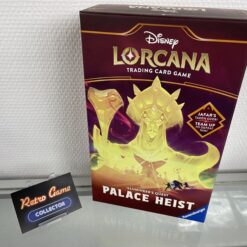 Disney
LORCANA
TRADING CARD GAME
JAFAR'S
TEAM UP
ILLUMINEER'S QUEST
PALACE HEIST
Ravensburger
Retro Game
COLLECTOR